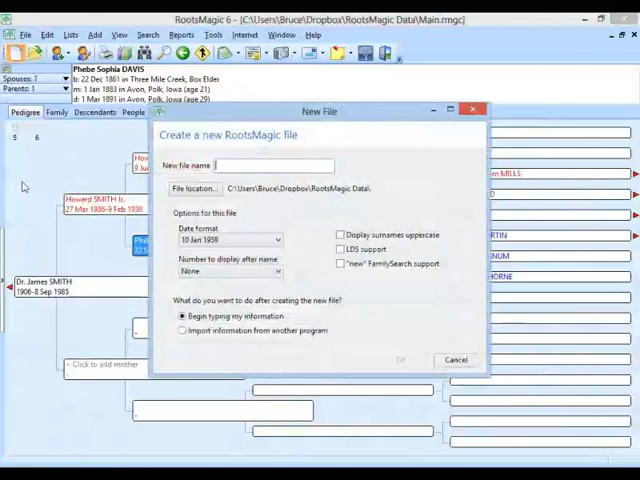 RootsMagic 6 - [C:\Users\Bruce\Dropbox\RootsMagic Data\Main.rmgc]
File Edit Lists Add View Search Reports Tools Internet Window Help
Phebe Sophia DAVIS
Spouses: 1
b: 22 Dec 1861 in Three Mile Creek, Box Elder
Parents: 1
m: 1 Jan 1883 in Avon, Polk, Iowa (age 21)
d: 1 Mar 1891 in Avon, Polk, Iowa (age 29)
Pedigree Family Descendants People
New File
5 6
Create a new RootsMagic file
New file name
m MILLS
File location... C:\Users\Bruce\Dropbox\RootsMagic Data\
Howard SMITH Jr.
27 Mar 1886-9 Feb 1938
Options for this file
Date format
10 Jan 1959
Display surnames uppercase
LDS support
"new" FamilySearch support
Number to display after name
None
Dr. James SMITH
1906-8 Sep 1985
What do you want to do after creating the new file?
Begin typing my information
Import information from another program
OK Cancel
+ Click to add mother